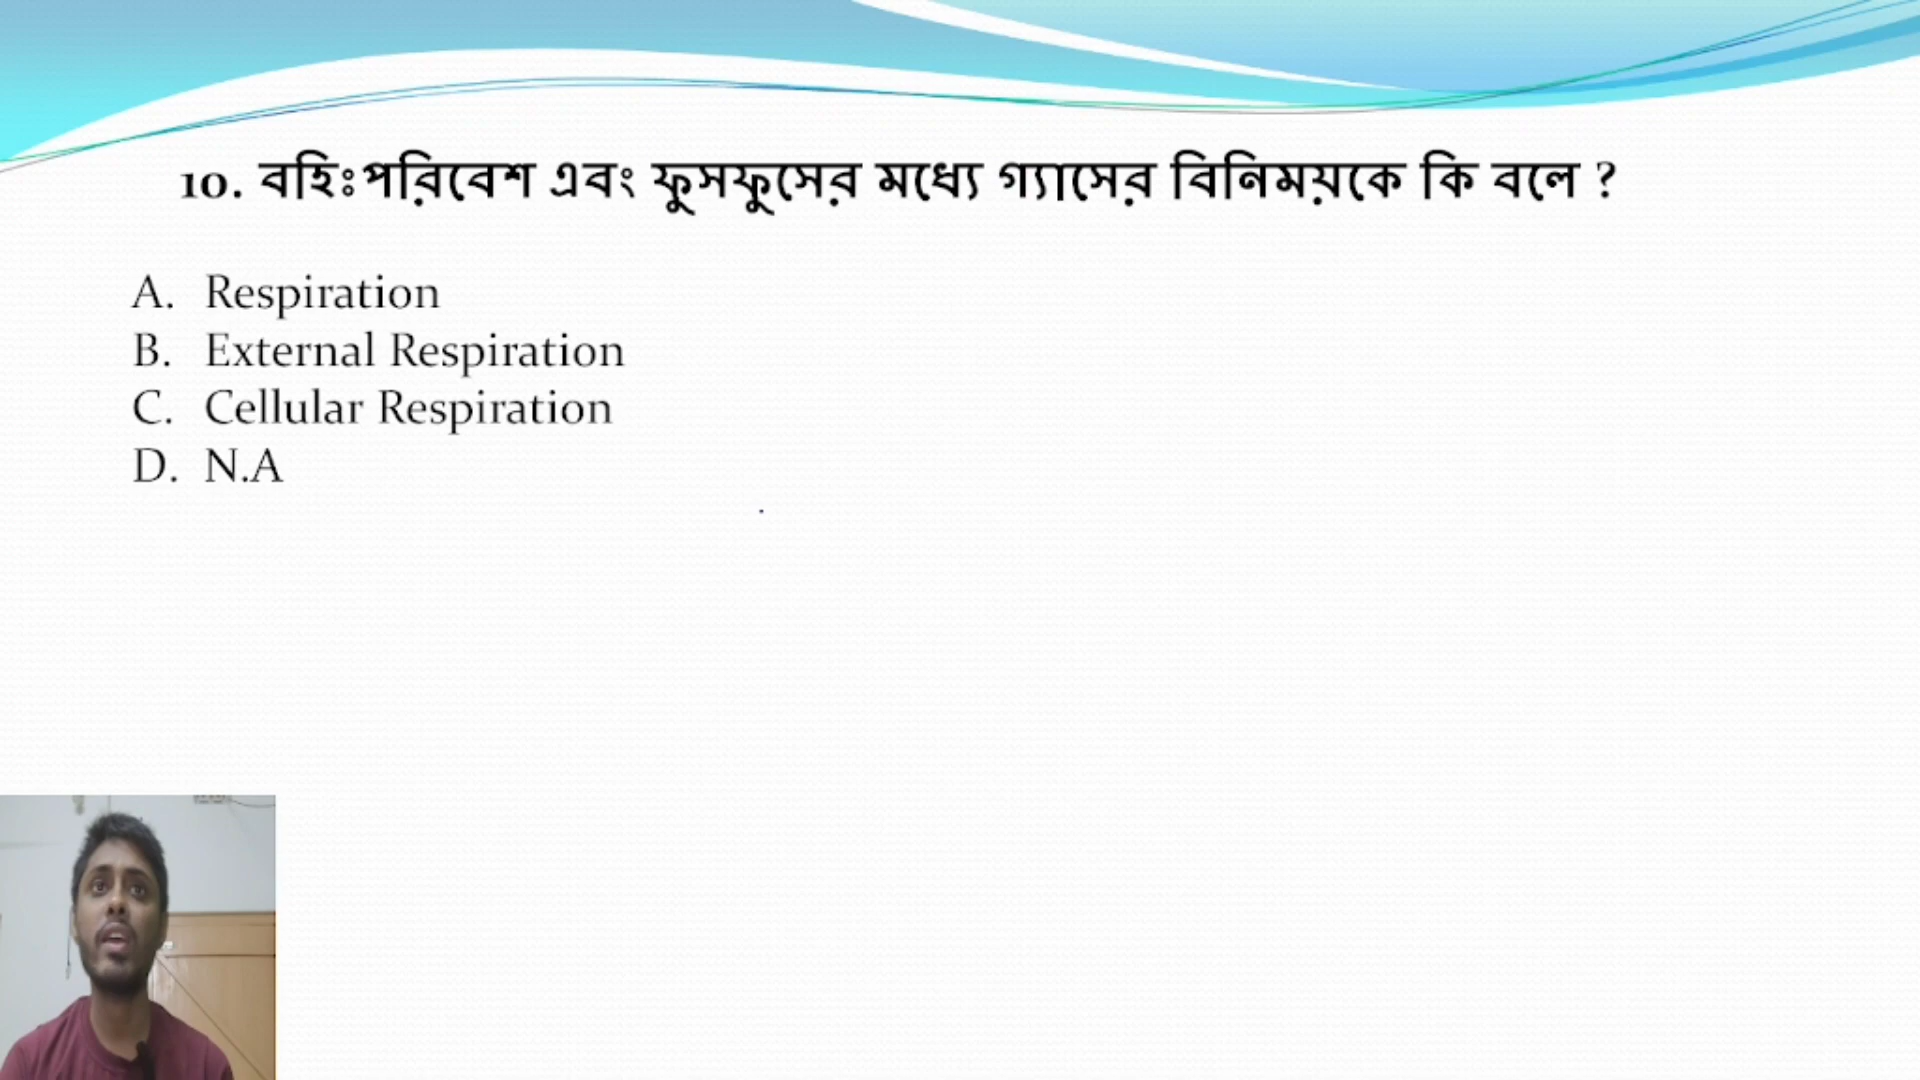 10. বহিঃপরিবেশ এবং ফুসফুসের মধ্যে গ্যাসের বিনিময়কে কি বলে ?
A. Respiration
B. External Respiration
C. Cellular Respiration
D. N.A